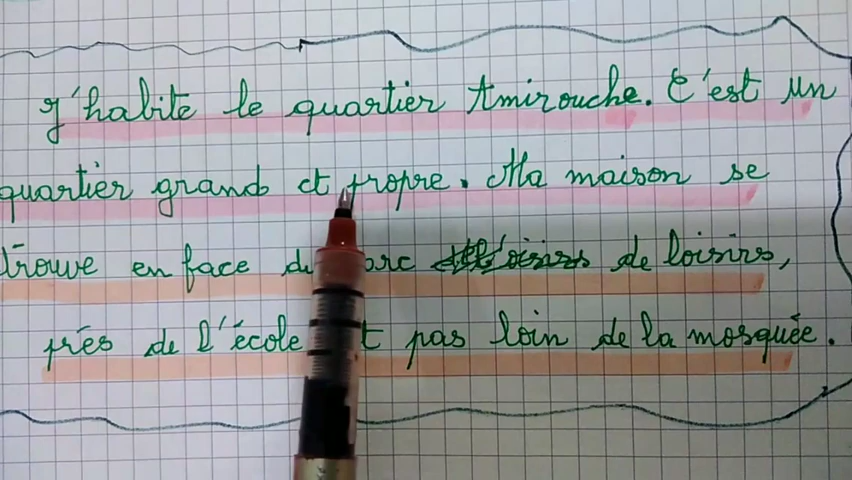 J'habite le quartier Amirouche. C'est un
quartier grand et propre. Ma maison se
trouve en face de loisirs,
près de l'école pas loin de la mosquée.